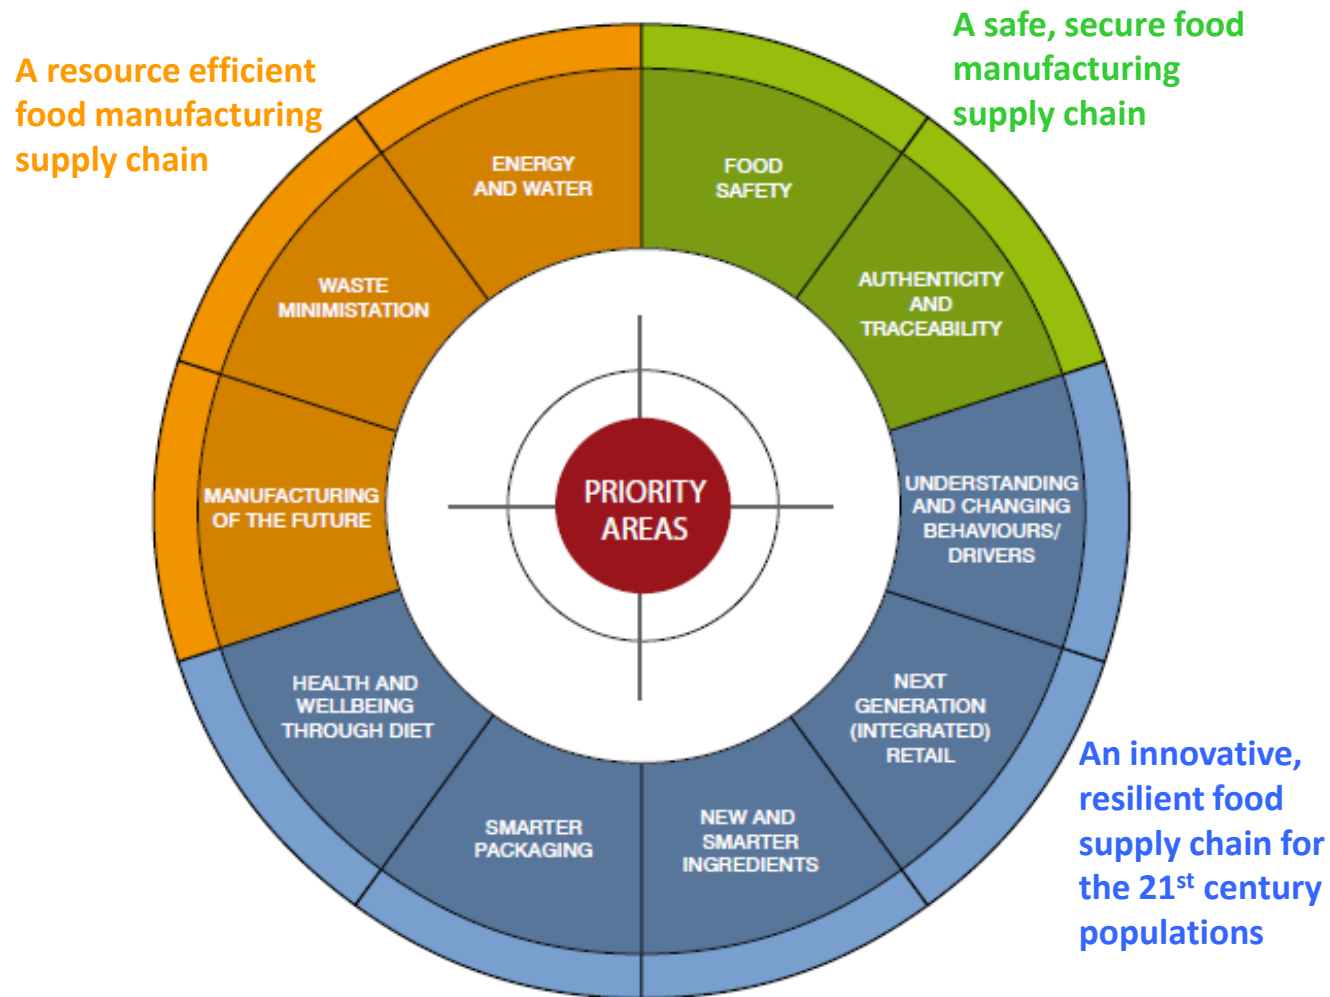 A resource efficient
food manufacturing
supply chain
A safe, secure food
manufacturing
supply chain
ENERGY
AND WATER
FOOD
SAFETY
WASTE
MINIMISTATION
AUTHENTICITY
AND
TRACEABILITY
MANUFACTURING
OF THE FUTURE
PRIORITY
AREAS
UNDERSTANDING
AND CHANGING
BEHAVIOURS/
DRIVERS
HEALTH AND
WELLBEING
THROUGH DIET
NEXT
GENERATION
(INTEGRATED)
RETAIL
SMARTER
PACKAGING
NEW AND
SMARTER
INGREDIENTS
An innovative,
resilient food
supply chain for
the 21st century
populations